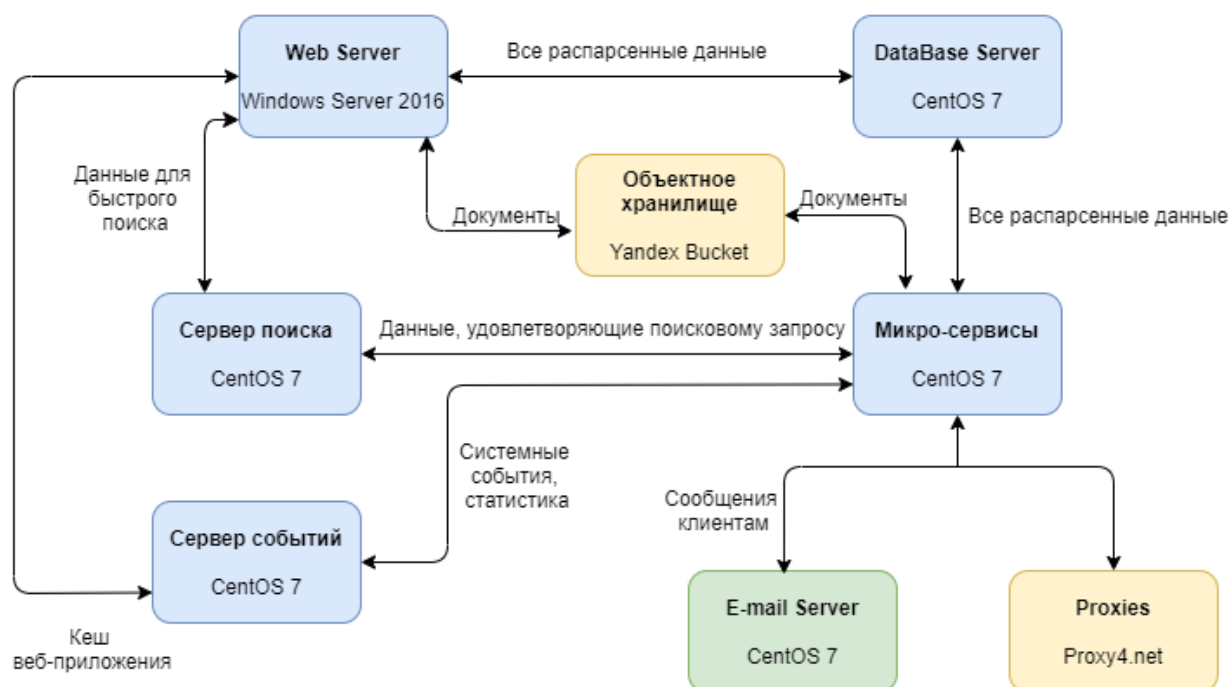 Web Server
Windows Server 2016
Все распарсенные данные
DataBase Server
CentOS 7
Данные для
быстрого
поиска
Документы
Объектное
хранилище
Yandex Bucket
Документы
Все распарсенные данные
Сервер поиска
CentOS 7
Данные, удовлетворяющие поисковому запросу
Микро-сервисы
CentOS 7
Системные
события,
статистика
Сервер событий
CentOS 7
Сообщения
клиентам
Кеш
веб-приложения
E-mail Server
CentOS 7
Proxies
Proxy4.net